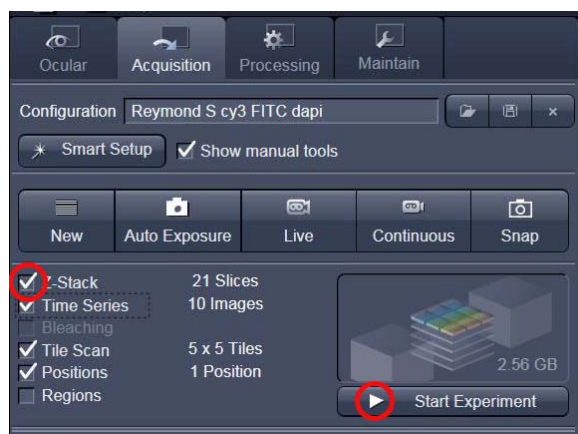 Ocular Acquisition Processing Maintain
Configuration Reymond S cy3 FITC dapi
Smart Setup Show manual tools
New Auto Exposure Live Continuous Snap
Z-Stack 21 Slices
Time Series 10 Images
Bleaching
Tile Scan 5 x 5 Tiles
Positions 1 Position
Regions
2.56 GB
Start Experiment